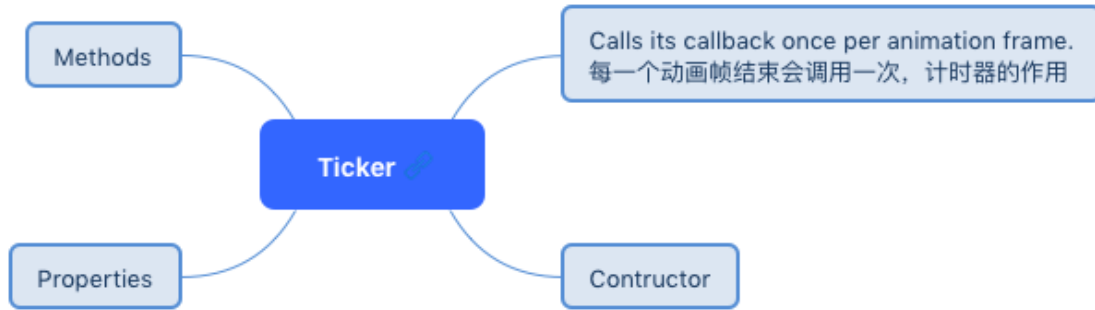 Methods
Calls its callback once per animation frame.
每一个动画帧结束会调用一次，计时器的作用
Ticker
Properties
Contructor